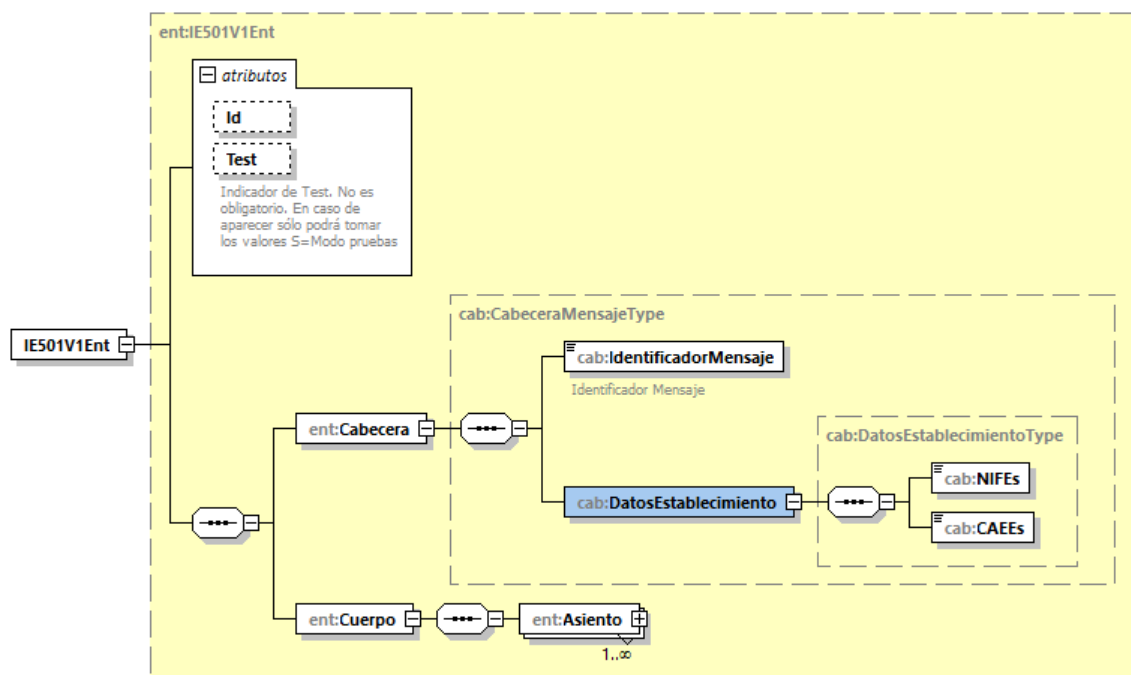 ent:IE501V1Ent
atributos
Id
Test
Indicador de Test. No es
obligatorio. En caso de
aparecer sólo podrá tomar
los valores S=Modo pruebas
IE501V1Ent
cab:CabeceraMensajeType
cab:IdentificadorMensaje
Identificador Mensaje
ent:Cabecera
cab:DatosEstablecimientoType
cab:NIFEs
cab:DatosEstablecimiento
cab:CAEEs
ent:Cuerpo
ent:Asiento
1..∞